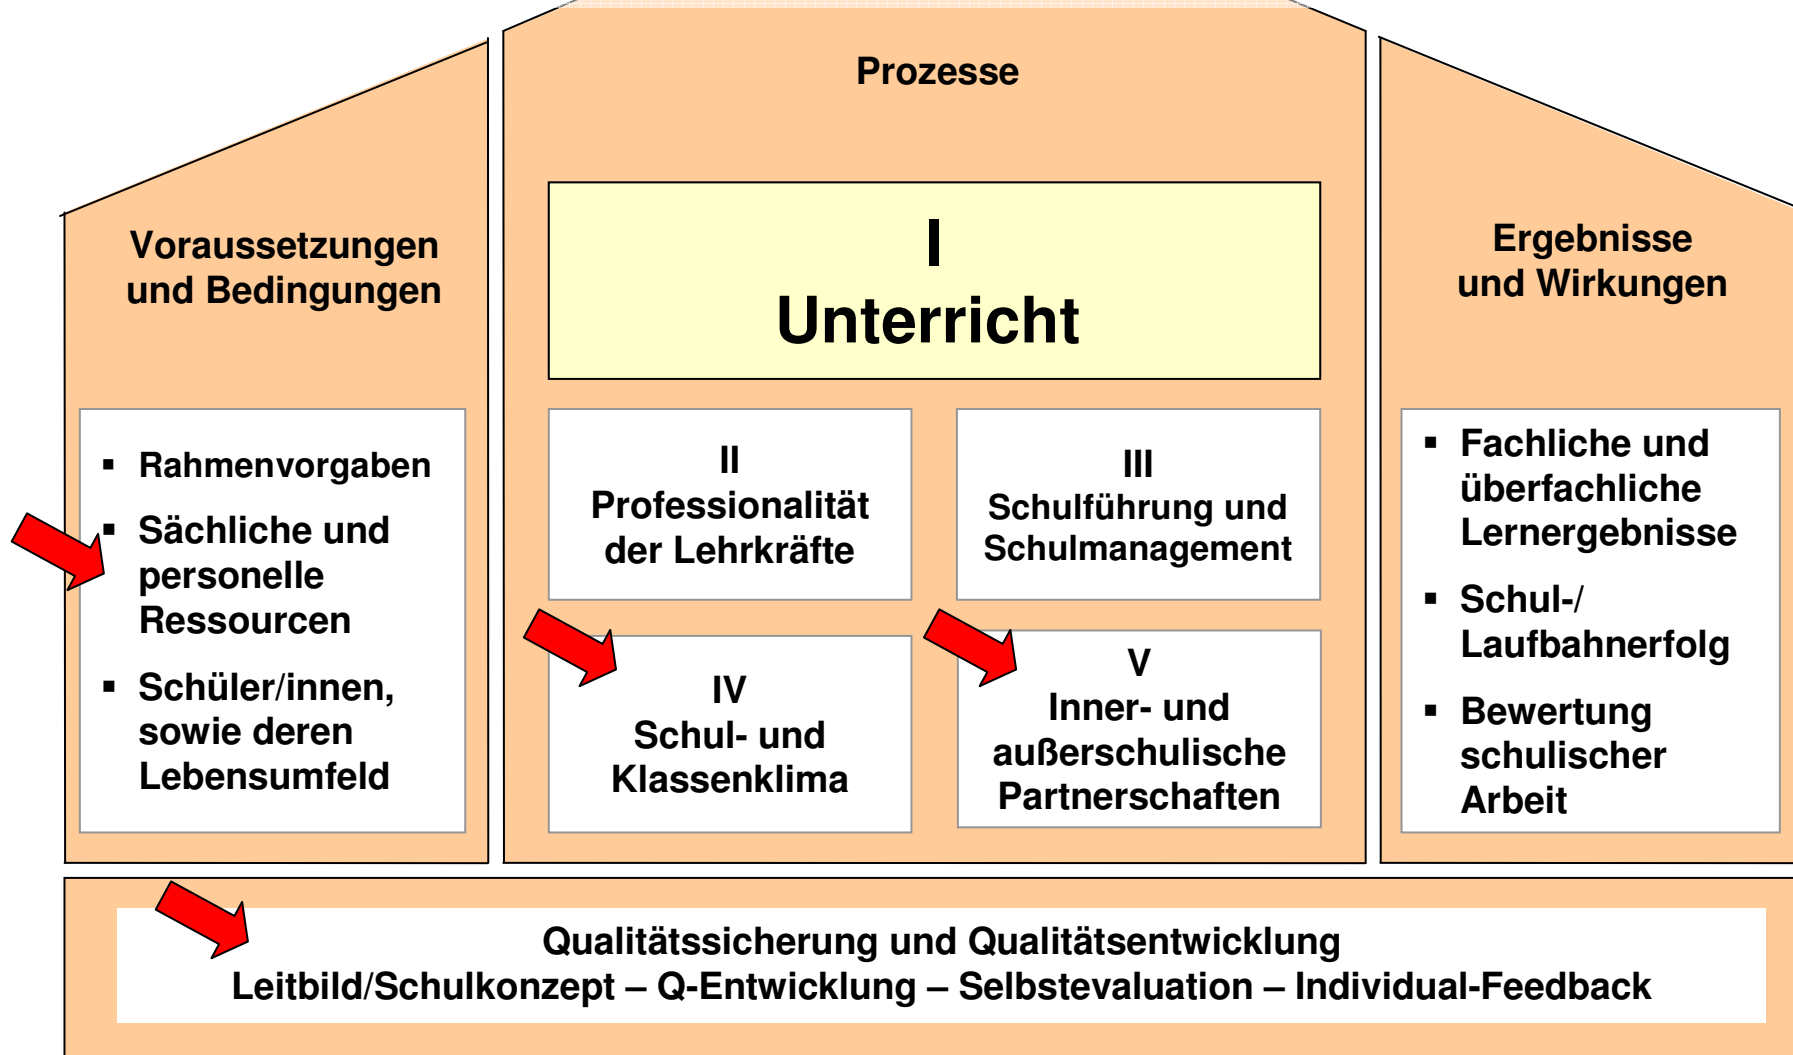 Prozesse
Voraussetzungen
und Bedingungen
▪ Rahmenvorgaben
▪ Sächliche und
personelle
Ressourcen
▪ Schüler/innen,
sowie deren
Lebensumfeld
I
Unterricht
II
Professionalität
der Lehrkräfte
III
Schulführung und
Schulmanagement
IV
Schul- und
Klassenklima
V
Inner- und
außerschulische
Partnerschaften
Ergebnisse
und Wirkungen
▪ Fachliche und
überfachliche
Lernergebnisse
▪ Schul-/
Laufbahnerfolg
▪ Bewertung
schulischer
Arbeit
Qualitätssicherung und Qualitätsentwicklung
Leitbild/Schulkonzept – Q-Entwicklung – Selbstevaluation – Individual-Feedback